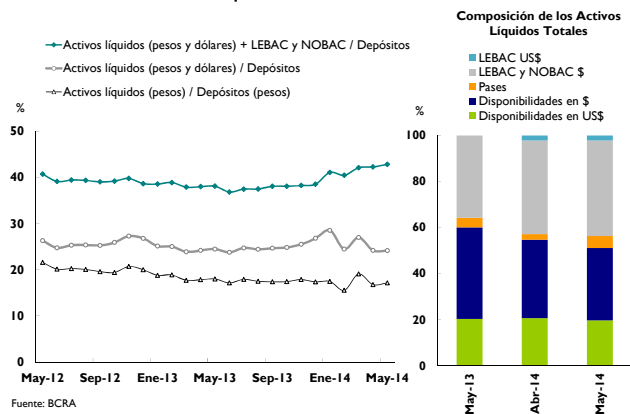 Composición de los Activos
Líquidos Totales
Activos líquidos (pesos y dólares) + LEBAC y NOBAC / Depósitos
Activos líquidos (pesos y dólares) / Depósitos
Activos líquidos (pesos) / Depósitos (pesos)
%
50
40
30
20
10
0
May-12
Sep-12
Ene-13
May-13
Sep-13
Ene-14
May-14
Fuente: BCRA
LEBAC US$
LEBAC y NOBAC $
Pases
Disponibilidades en $
Disponibilidades en US$
%
100
80
60
40
20
0
May-13
Abr-14
May-14